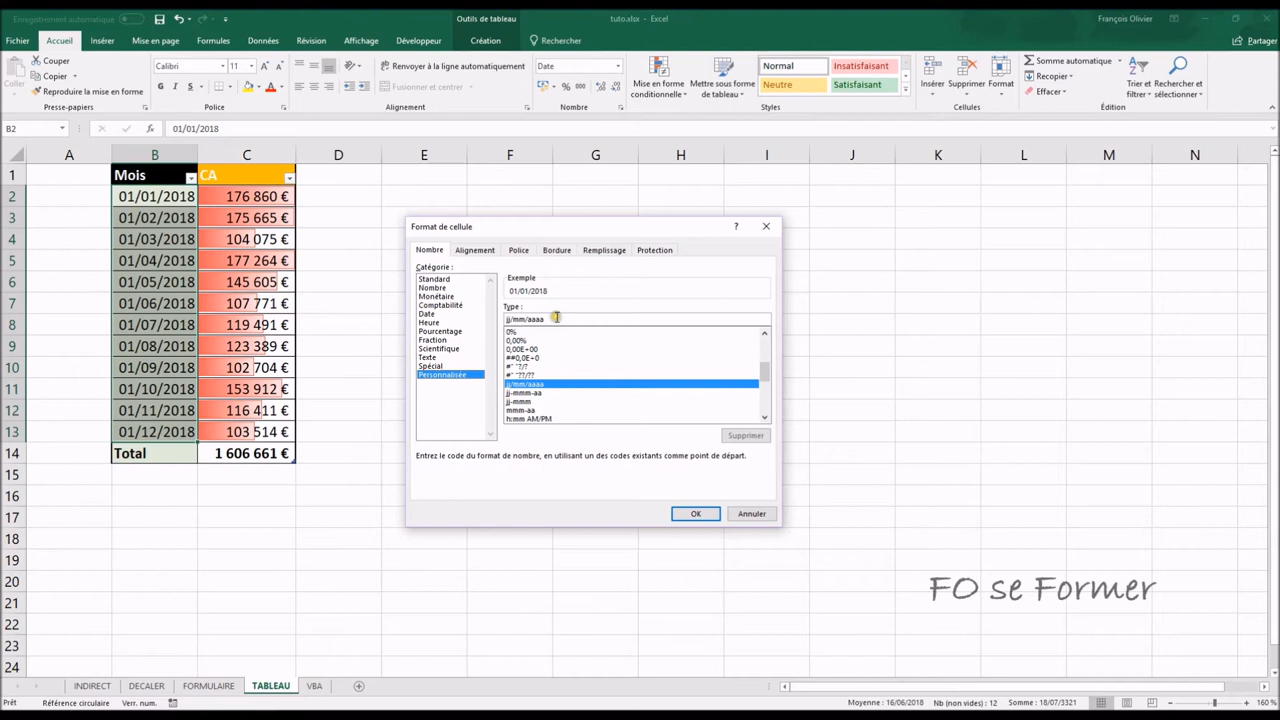 Enregistrement automatique
Outils de tableau
tuto.xlsx - Excel
François Olivier
Fichier Accueil Insérer Mise en page Formules Données Révision Affichage Développeur Création Rechercher Partager
Coller
Couper
Copier
Reproduire la mise en forme
Presse-papiers
Calibri 11
G I S
Police
Renvoyer à la ligne automatiquement
Fusionner et centrer
Alignement
Date
% 000
Nombre
Mise en forme conditionnelle
Mettre sous forme de tableau
Normal Insatisfaisant
Neutre Satisfaisant
Styles
Insérer Supprimer Format
Cellules
Somme automatique
Recopier
Effacer
Trier et filtrer
Rechercher et sélectionner
Édition
B2 fx 01/01/2018
A B C D E F G H I J K L M N
1 Mois CA
2 01/01/2018 176 860 €
3 01/02/2018 175 665 €
4 01/03/2018 104 075 €
5 01/04/2018 177 264 €
6 01/05/2018 145 605 €
7 01/06/2018 107 771 €
8 01/07/2018 119 491 €
9 01/08/2018 123 389 €
10 01/09/2018 102 704 €
11 01/10/2018 153 912 €
12 01/11/2018 116 411 €
13 01/12/2018 103 514 €
14 Total 1 606 661 €
15
16
17
18
19
20
21
22
23
24
Format de cellule ?
Nombre Alignement Police Bordure Remplissage Protection
Catégorie :
Standard
Nombre
Monétaire
Comptabilité
Date
Heure
Pourcentage
Fraction
Scientifique
Texte
Spécial
Personnalisée
Exemple
01/01/2018
Type :
jj/mm/aaaa
0%
0,00%
0,00E+00
##0,0E+0
#" "?/?
#" "??/??
jj/mm/aaaa
jj-mmm-aa
jj-mmm
mmm-aa
h:mm AM/PM
Supprimer
Entrez le code du format de nombre, en utilisant un des codes existants comme point de départ.
OK Annuler
FO se Former
INDIRECT DECALER FORMULAIRE TABLEAU VBA
Prêt Référence circulaire Verr. num. Moyenne : 16/06/2018 Nb (non vides) : 12 Somme : 18/07/3321 160 %